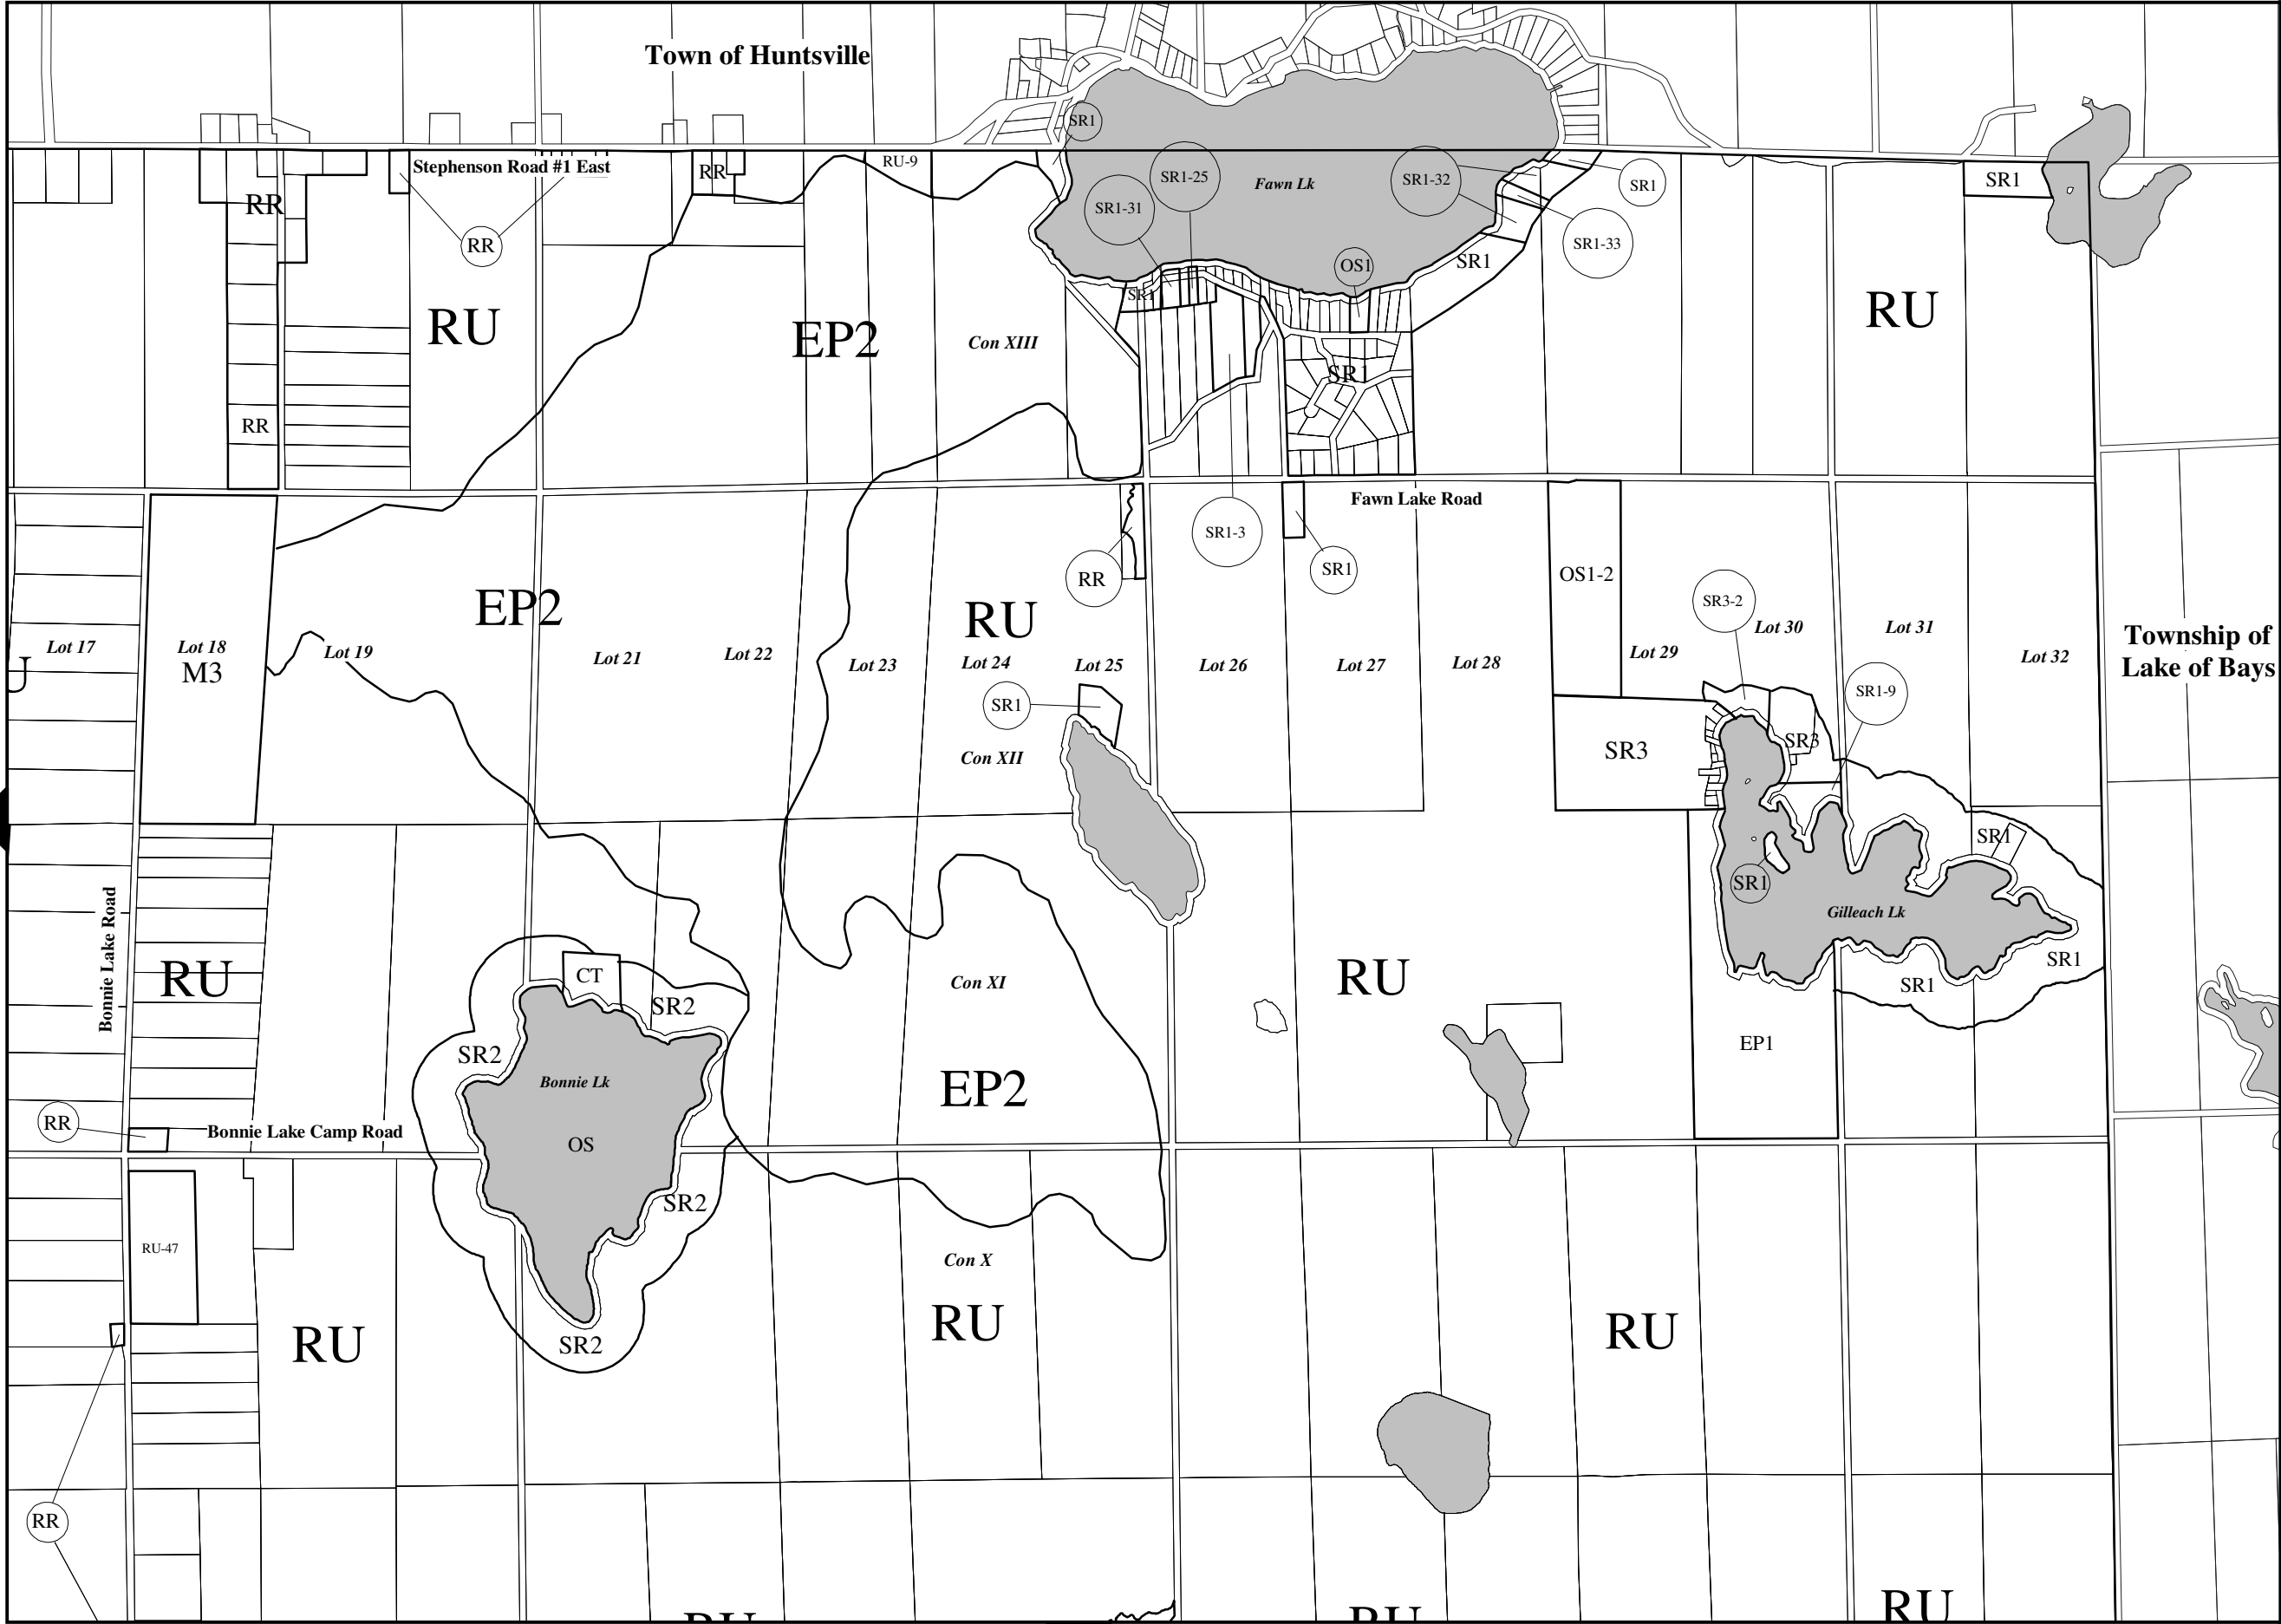 Town of Huntsville
SR1
Stephenson Road #1 East
RR
RU-9
SR1-25
Fawn Lk
SR1-32
SR1
SR1
RR
SR1-31
RR
SR1-33
OS1
SR1
SR1
RU
EP2
Con XIII
RU
SR1
RR
Fawn Lake Road
SR1-3
RR
SR1
OS1-2
EP2
RU
SR3-2
Lot 17
Lot 18
M3
Lot 19
Lot 21
Lot 22
Lot 23
Lot 24
Lot 25
Lot 26
Lot 27
Lot 28
Lot 29
Lot 30
Lot 31
Lot 32
Township of
Lake of Bays
SR1
SR1-9
Con XII
SR3
SR3
SR1
SR1
Gilleach Lk
Bonnie Lake Road
RU
CT
SR2
Con XI
RU
SR1
SR1
SR2
EP1
Bonnie Lk
EP2
RR
Bonnie Lake Camp Road
OS
SR2
RU-47
Con X
RU
RU
RU
SR2
RR
RU
RU
RU